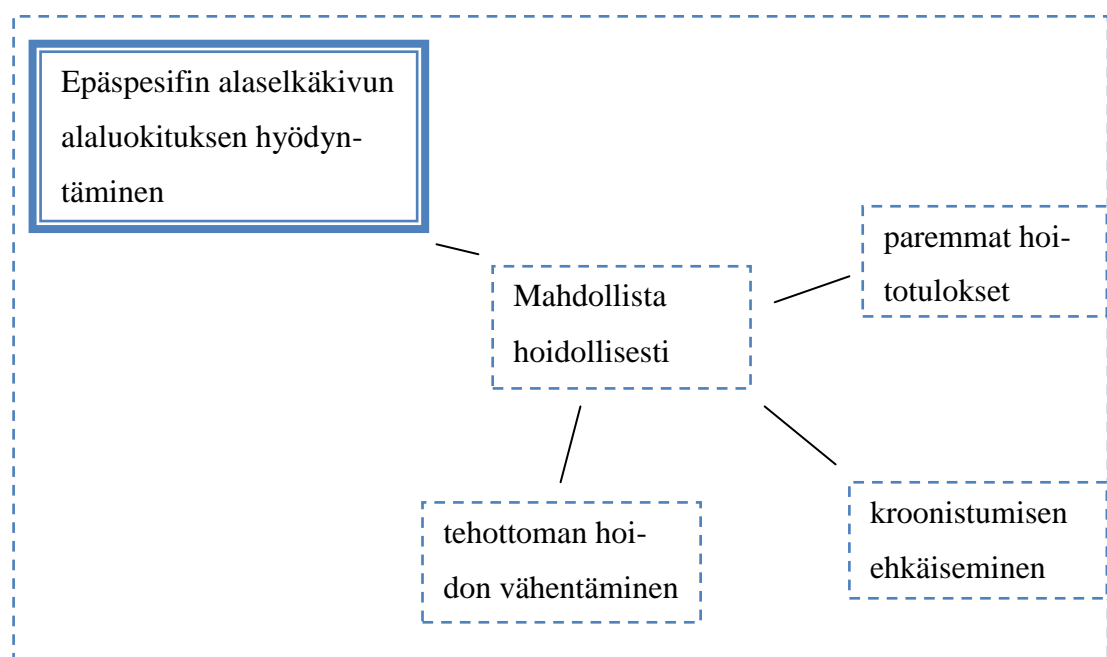 Epäspesifin alaselkäkivun
alaluokituksen hyödyn-
täminen
paremmat hoi-
totulokset
Mahdollista
hoidollisesti
tehottoman hoi-
don vähentäminen
kroonistumisen
ehkäiseminen